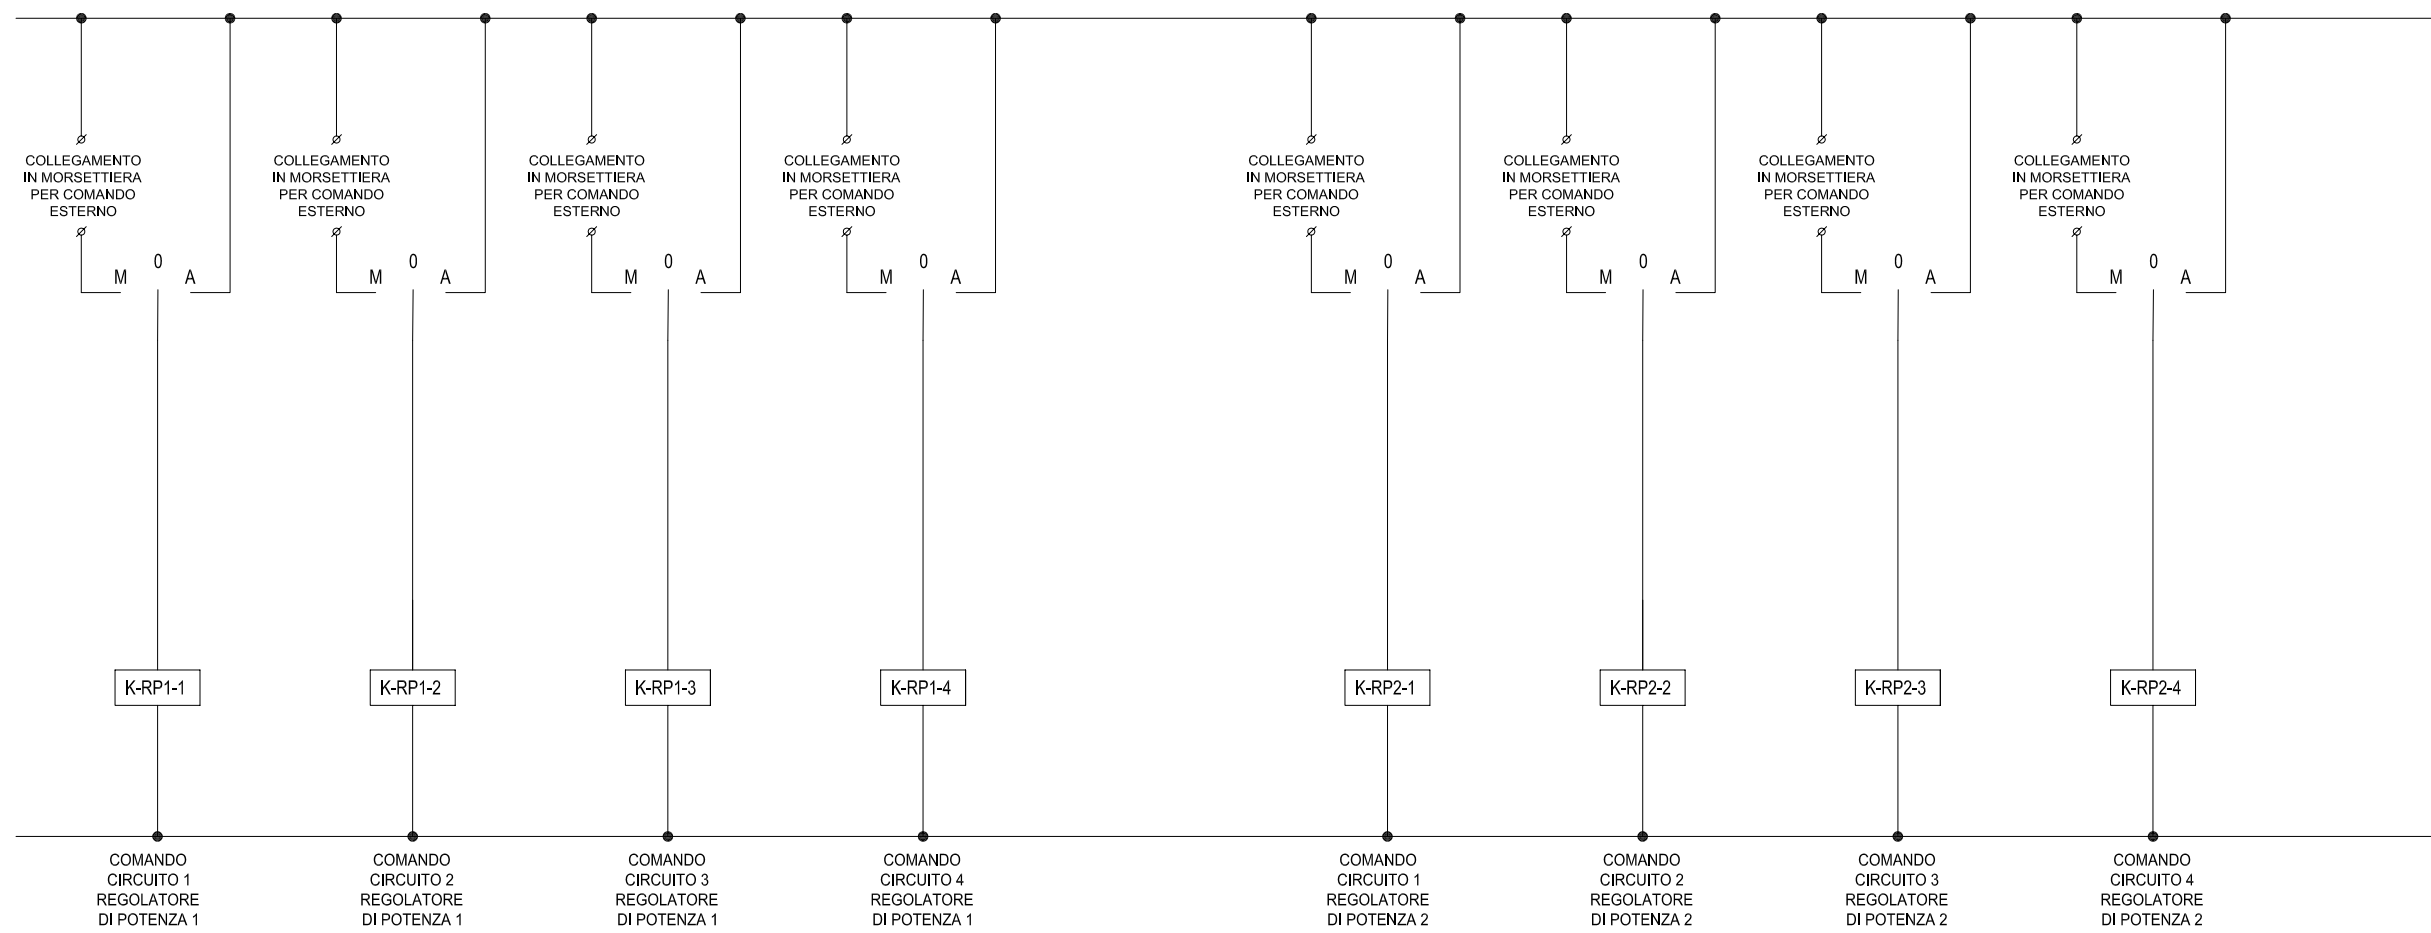 COLLEGAMENTO
IN MORSETTIERA
PER COMANDO
ESTERNO
M 0 A
K-RP1-1
COMANDO
CIRCUITO 1
REGOLATORE
DI POTENZA 1
COLLEGAMENTO
IN MORSETTIERA
PER COMANDO
ESTERNO
M 0 A
K-RP1-2
COMANDO
CIRCUITO 2
REGOLATORE
DI POTENZA 1
COLLEGAMENTO
IN MORSETTIERA
PER COMANDO
ESTERNO
M 0 A
K-RP1-3
COMANDO
CIRCUITO 3
REGOLATORE
DI POTENZA 1
COLLEGAMENTO
IN MORSETTIERA
PER COMANDO
ESTERNO
M 0 A
K-RP1-4
COMANDO
CIRCUITO 4
REGOLATORE
DI POTENZA 1
COLLEGAMENTO
IN MORSETTIERA
PER COMANDO
ESTERNO
M 0 A
K-RP2-1
COMANDO
CIRCUITO 1
REGOLATORE
DI POTENZA 2
COLLEGAMENTO
IN MORSETTIERA
PER COMANDO
ESTERNO
M 0 A
K-RP2-2
COMANDO
CIRCUITO 2
REGOLATORE
DI POTENZA 2
COLLEGAMENTO
IN MORSETTIERA
PER COMANDO
ESTERNO
M 0 A
K-RP2-3
COMANDO
CIRCUITO 3
REGOLATORE
DI POTENZA 2
COLLEGAMENTO
IN MORSETTIERA
PER COMANDO
ESTERNO
M 0 A
K-RP2-4
COMANDO
CIRCUITO 4
REGOLATORE
DI POTENZA 2